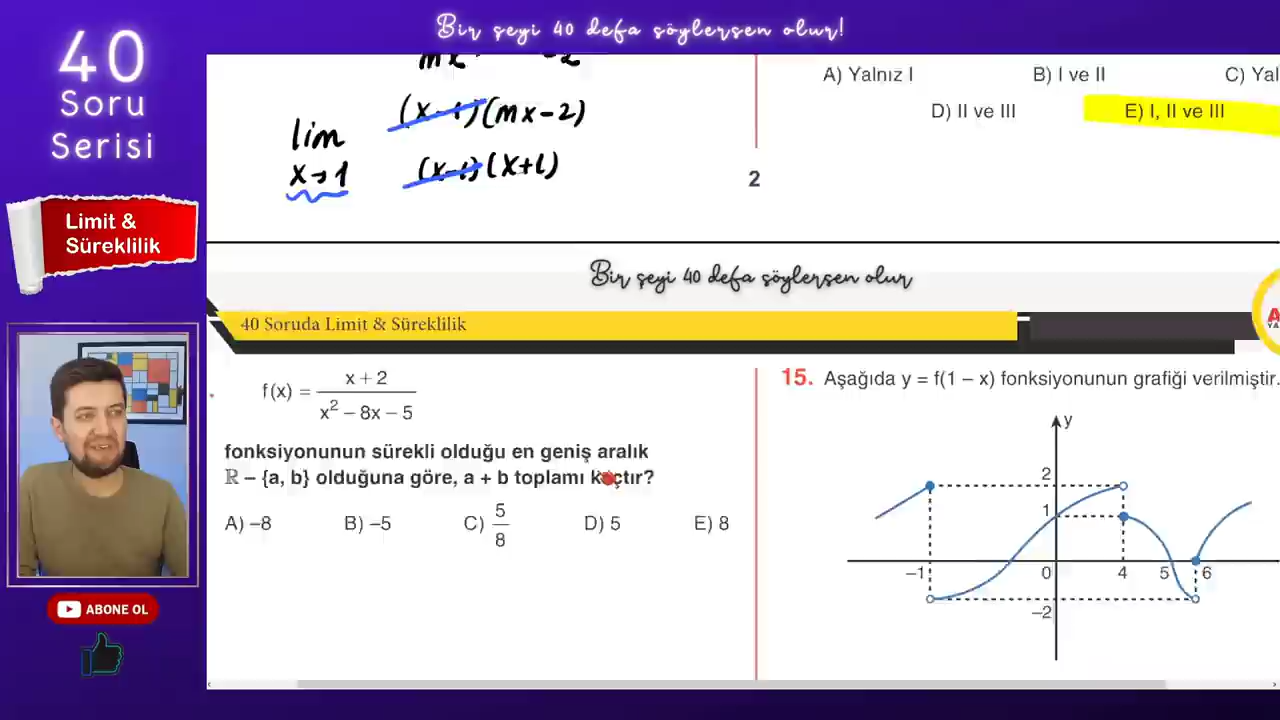 Bir şeyi 40 defa söylersen olur!
40
Soru
Serisi
Limit &
Süreklilik
ABONE OL
(x-1)(mx-2)
lim
x→1
(x-1)(x+1)
A) Yalnız I
B) I ve II
C) Yal
D) II ve III
E) I, II ve III
2
Bir şeyi 40 defa söylersen olur
40 Soruda Limit & Süreklilik
f(x) = x + 2
x² – 8x – 5
fonksiyonunun sürekli olduğu en geniş aralık
ℝ – {a, b} olduğuna göre, a + b toplamı kaçtır?
A) –8
B) –5
C) 5
8
D) 5
E) 8
15. Aşağıda y = f(1 – x) fonksiyonunun grafiği verilmiştir.
y
2
1
–1
0
4
5
6
–2